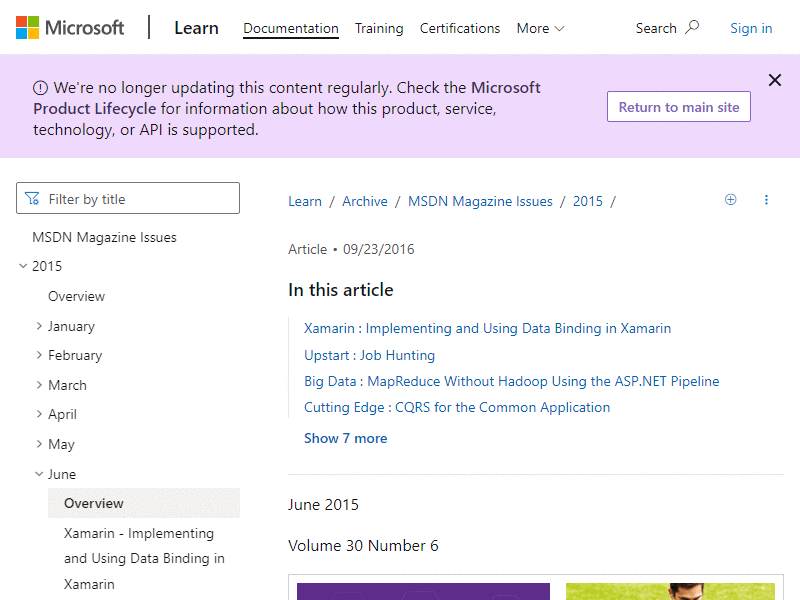 Microsoft
Learn
Documentation
Training
Certifications
More
Search
Sign in
We're no longer updating this content regularly. Check the Microsoft
Product Lifecycle for information about how this product, service,
technology, or API is supported.
Return to main site
Filter by title
MSDN Magazine Issues
2015
Overview
January
February
March
April
May
June
Overview
Xamarin - Implementing
and Using Data Binding in
Xamarin
Learn / Archive / MSDN Magazine Issues / 2015 /
Article • 09/23/2016
In this article
Xamarin : Implementing and Using Data Binding in Xamarin
Upstart : Job Hunting
Big Data : MapReduce Without Hadoop Using the ASP.NET Pipeline
Cutting Edge : CQRS for the Common Application
Show 7 more
June 2015
Volume 30 Number 6